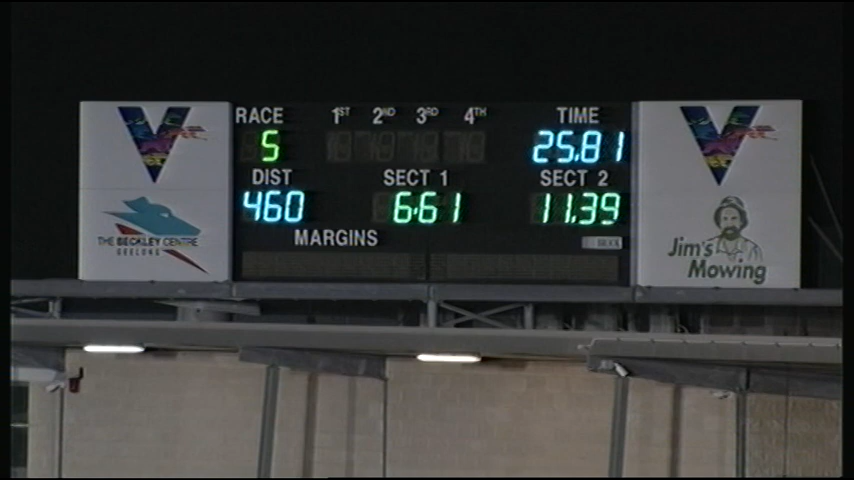 RACE 1ST 2ND 3RD 4TH TIME
5 25.81
DIST SECT 1 SECT 2
460 6.61 11.39
MARGINS
THE BECKLEY CENTRE
GEELONG
Jim's
Mowing